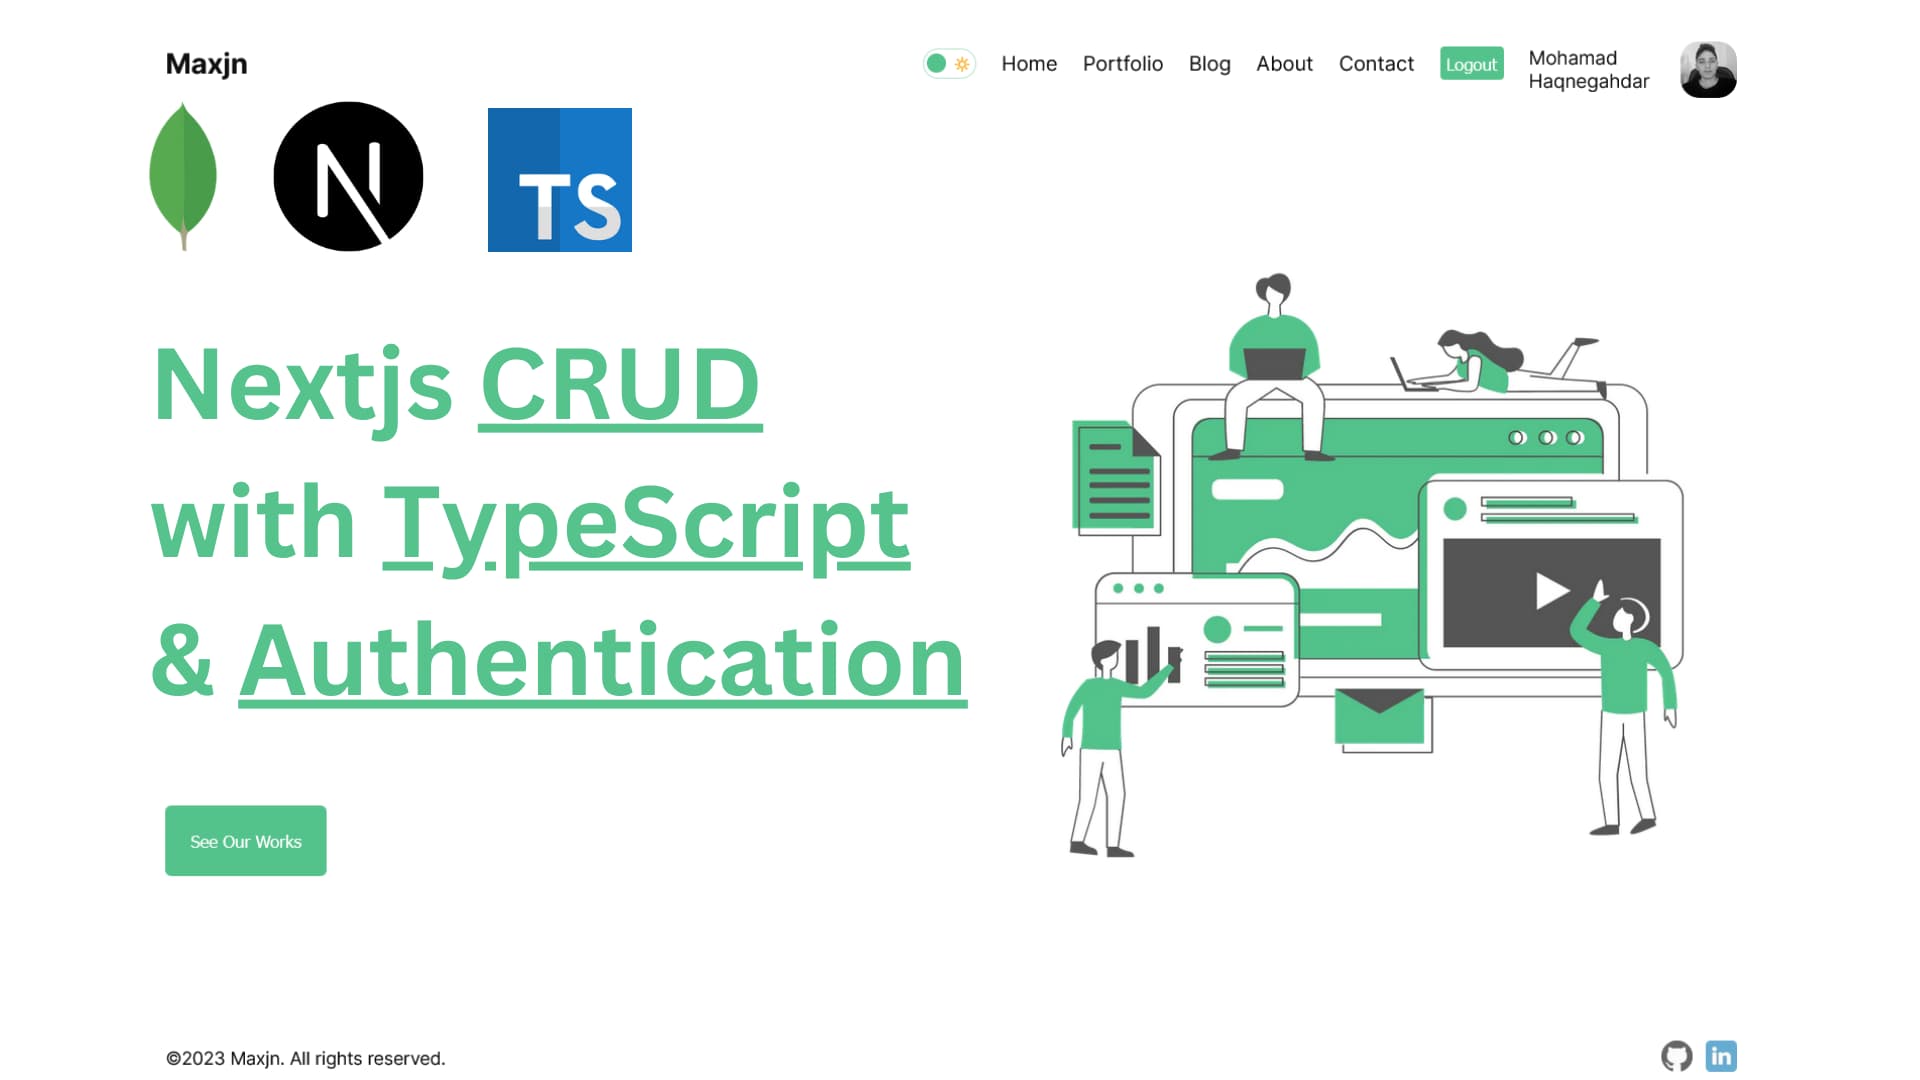 Maxjn
Home Portfolio Blog About Contact Logout Mohamad
Haqnegahdar
N TS
Nextjs CRUD
with TypeScript
& Authentication
See Our Works
©2023 Maxjn. All rights reserved.
in